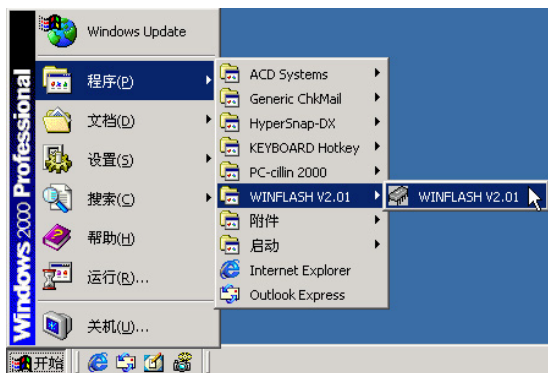 Windows 2000 Professional
Windows Update
程序(P)
文档(D)
设置(S)
搜索(C)
帮助(H)
运行(R)...
关机(U)...
ACD Systems
Generic ChkMail
HyperSnap-DX
KEYBOARD Hotkey
PC-cillin 2000
WINFLASH V2.01
附件
启动
Internet Explorer
Outlook Express
WINFLASH V2.01
开始